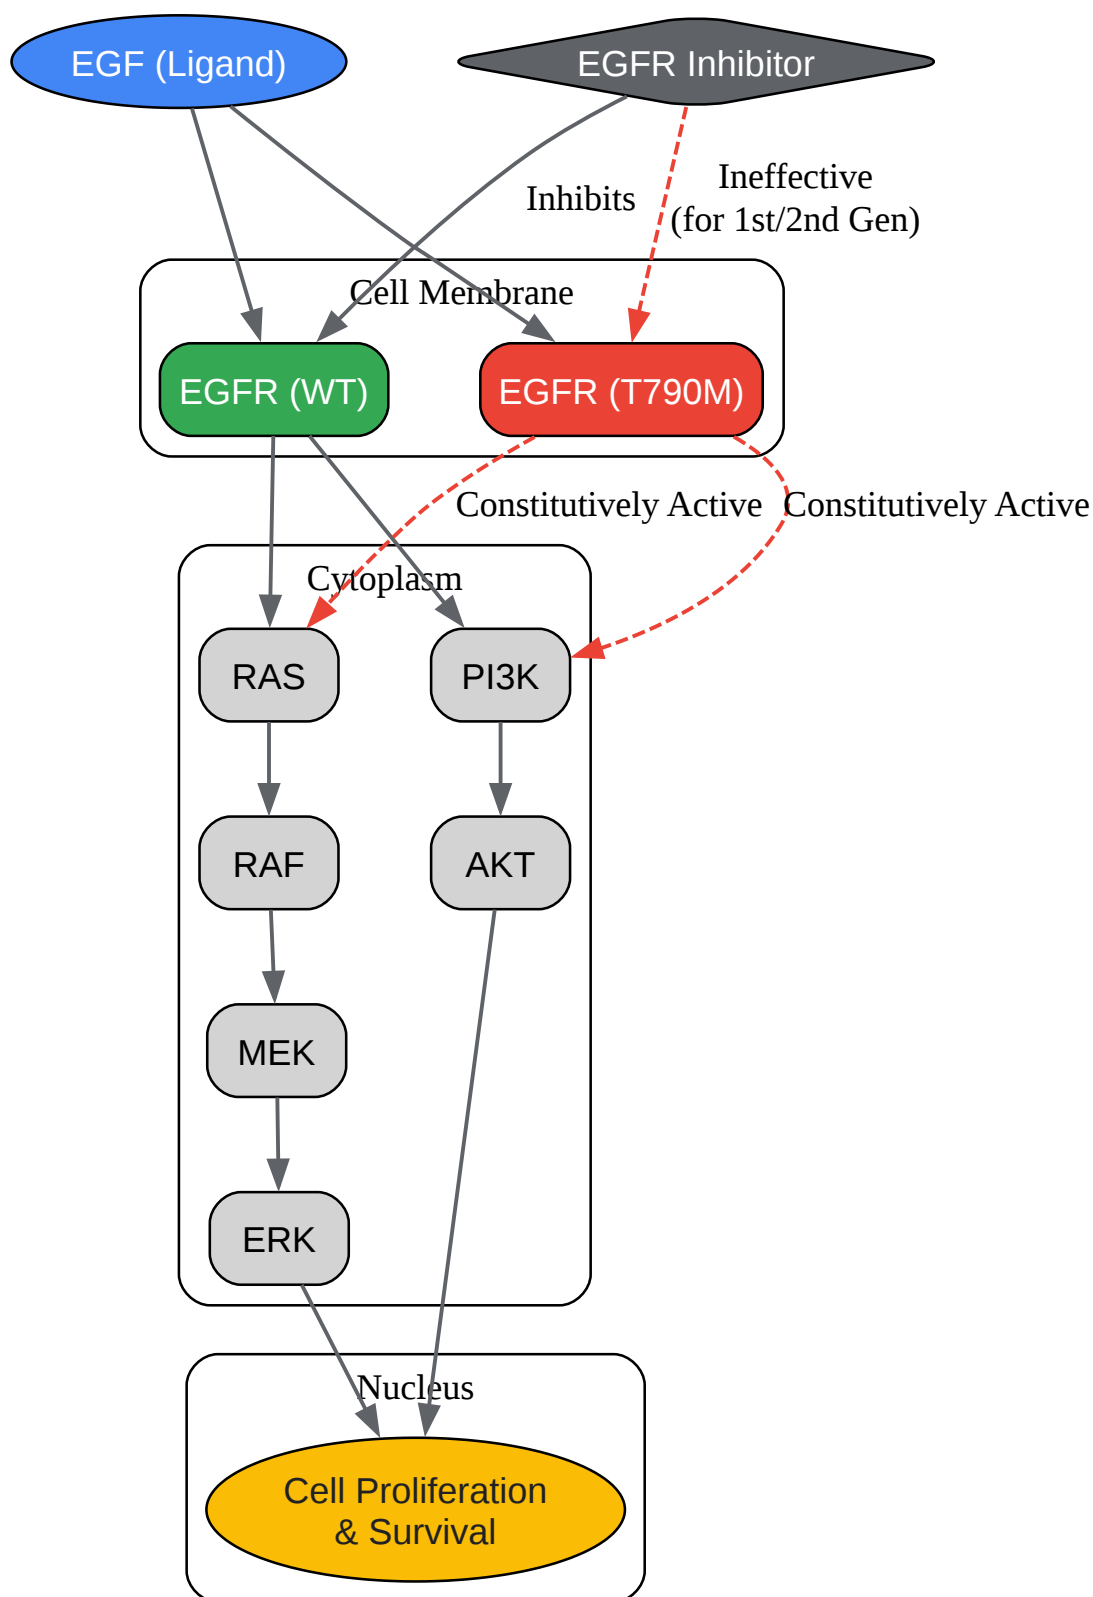 EGF (Ligand)
EGFR Inhibitor
Inhibits
Ineffective
(for 1st/2nd Gen)
Cell Membrane
EGFR (WT)
EGFR (T790M)
Constitutively Active
Constitutively Active
Cytoplasm
RAS
PI3K
RAF
AKT
MEK
ERK
Nucleus
Cell Proliferation
& Survival